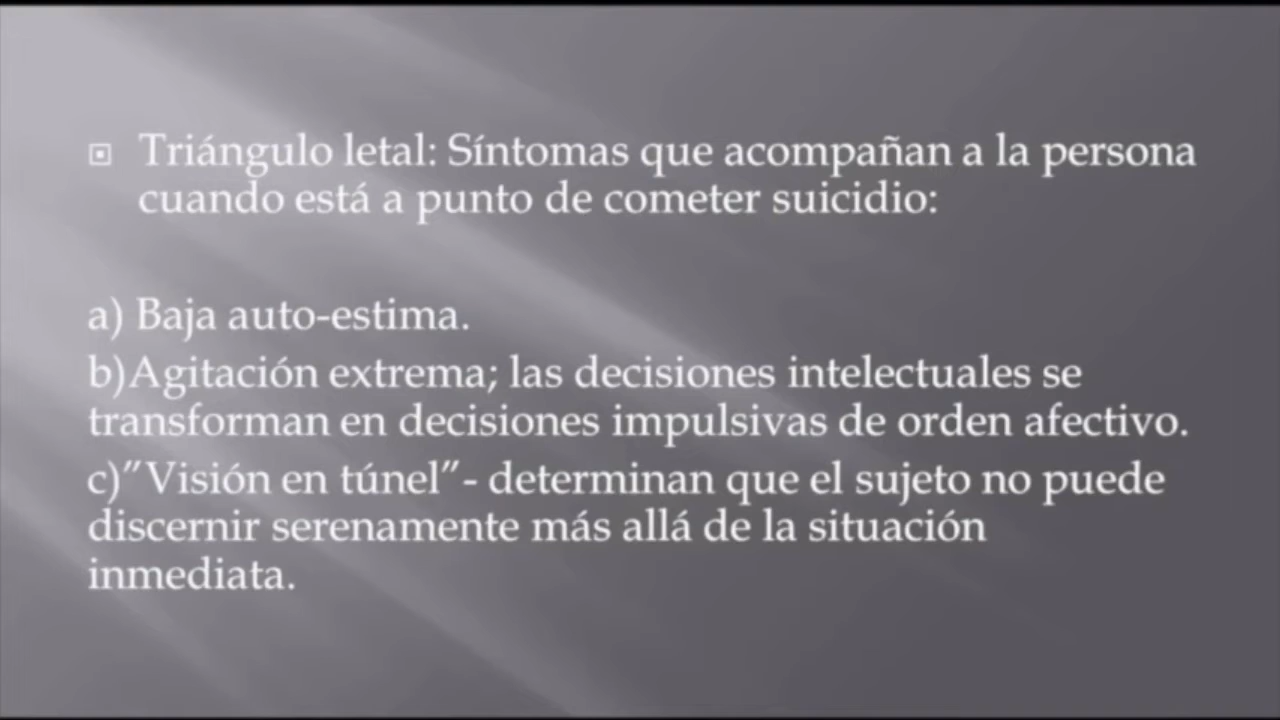 Triángulo letal: Síntomas que acompañan a la persona
cuando está a punto de cometer suicidio:
a) Baja auto-estima.
b)Agitación extrema; las decisiones intelectuales se
transforman en decisiones impulsivas de orden afectivo.
c)”Visión en túnel”- determinan que el sujeto no puede
discernir serenamente más allá de la situación
inmediata.